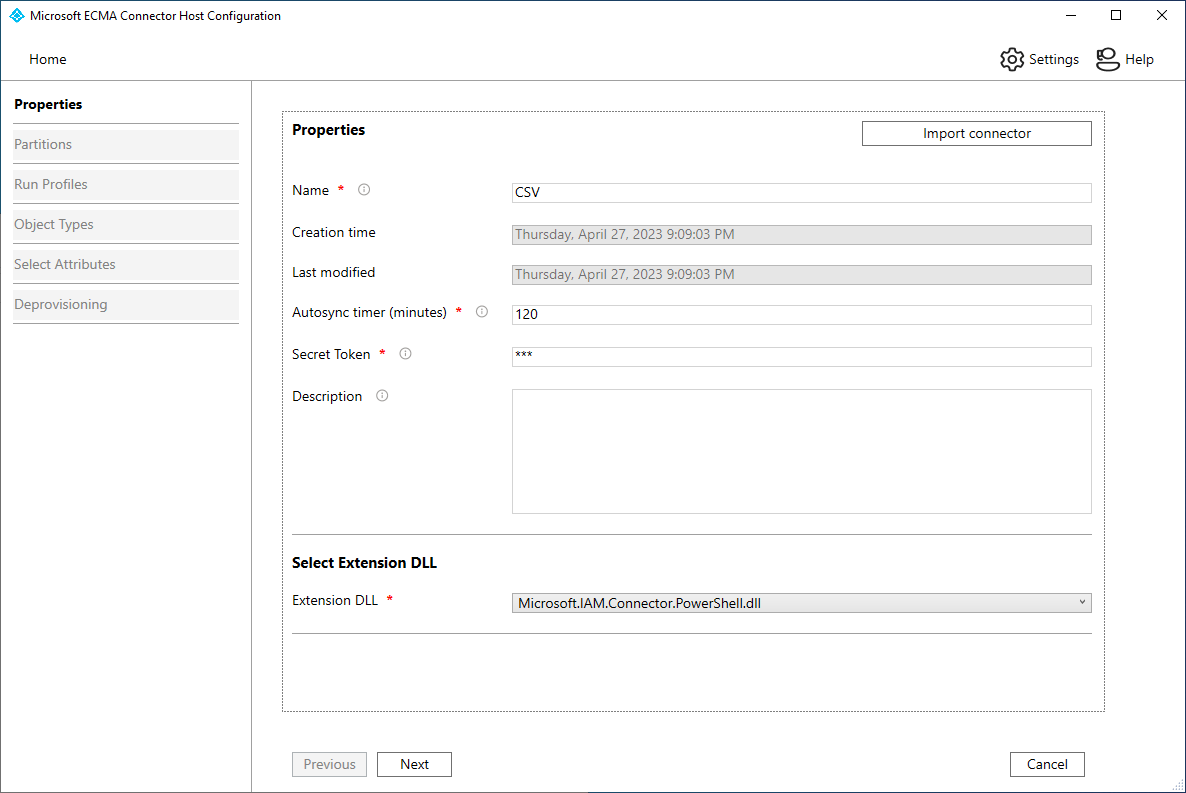 Microsoft ECMA Connector Host Configuration
Home
Settings
Help
Properties
Partitions
Run Profiles
Object Types
Select Attributes
Deprovisioning
Properties
Import connector
Name *
CSV
Creation time
Thursday, April 27, 2023 9:09:03 PM
Last modified
Thursday, April 27, 2023 9:09:03 PM
Autosync timer (minutes) *
120
Secret Token *
***
Description
Select Extension DLL
Extension DLL *
Microsoft.IAM.Connector.PowerShell.dll
Previous
Next
Cancel